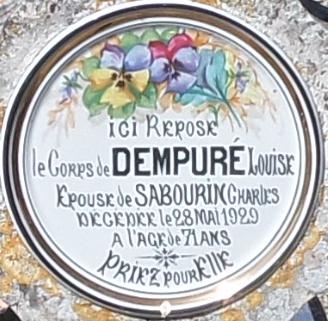 ICI REPOSE
le Corps de DEMPURÉ LOUISE
EPOUSE de SABOURIN CHARLES
DECEDEE le 28 MAI 1929
A l'AGE de 71 ANS
PRIEZ POUR ELLE